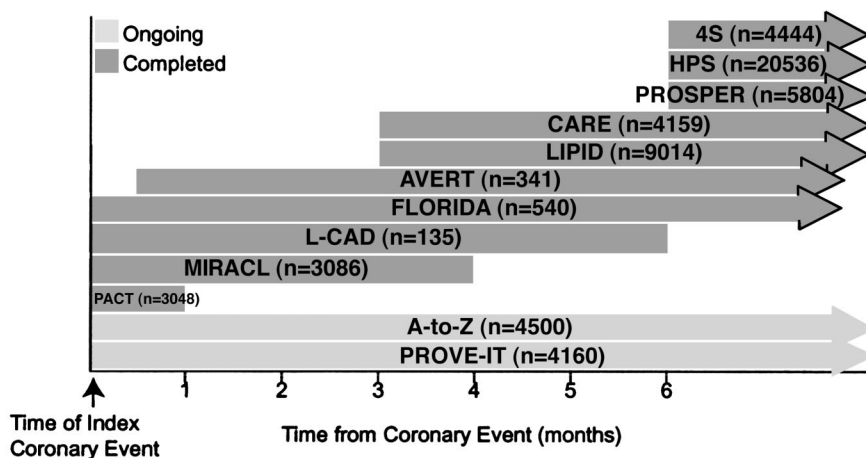 Ongoing
Completed
4S (n=4444)
HPS (n=20536)
PROSPER (n=5804)
CARE (n=4159)
LIPID (n=9014)
AVERT (n=341)
FLORIDA (n=540)
L-CAD (n=135)
MIRACL (n=3086)
PACT (n=3048)
A-to-Z (n=4500)
PROVE-IT (n=4160)
1 2 3 4 5 6
Time of Index
Coronary Event
Time from Coronary Event (months)